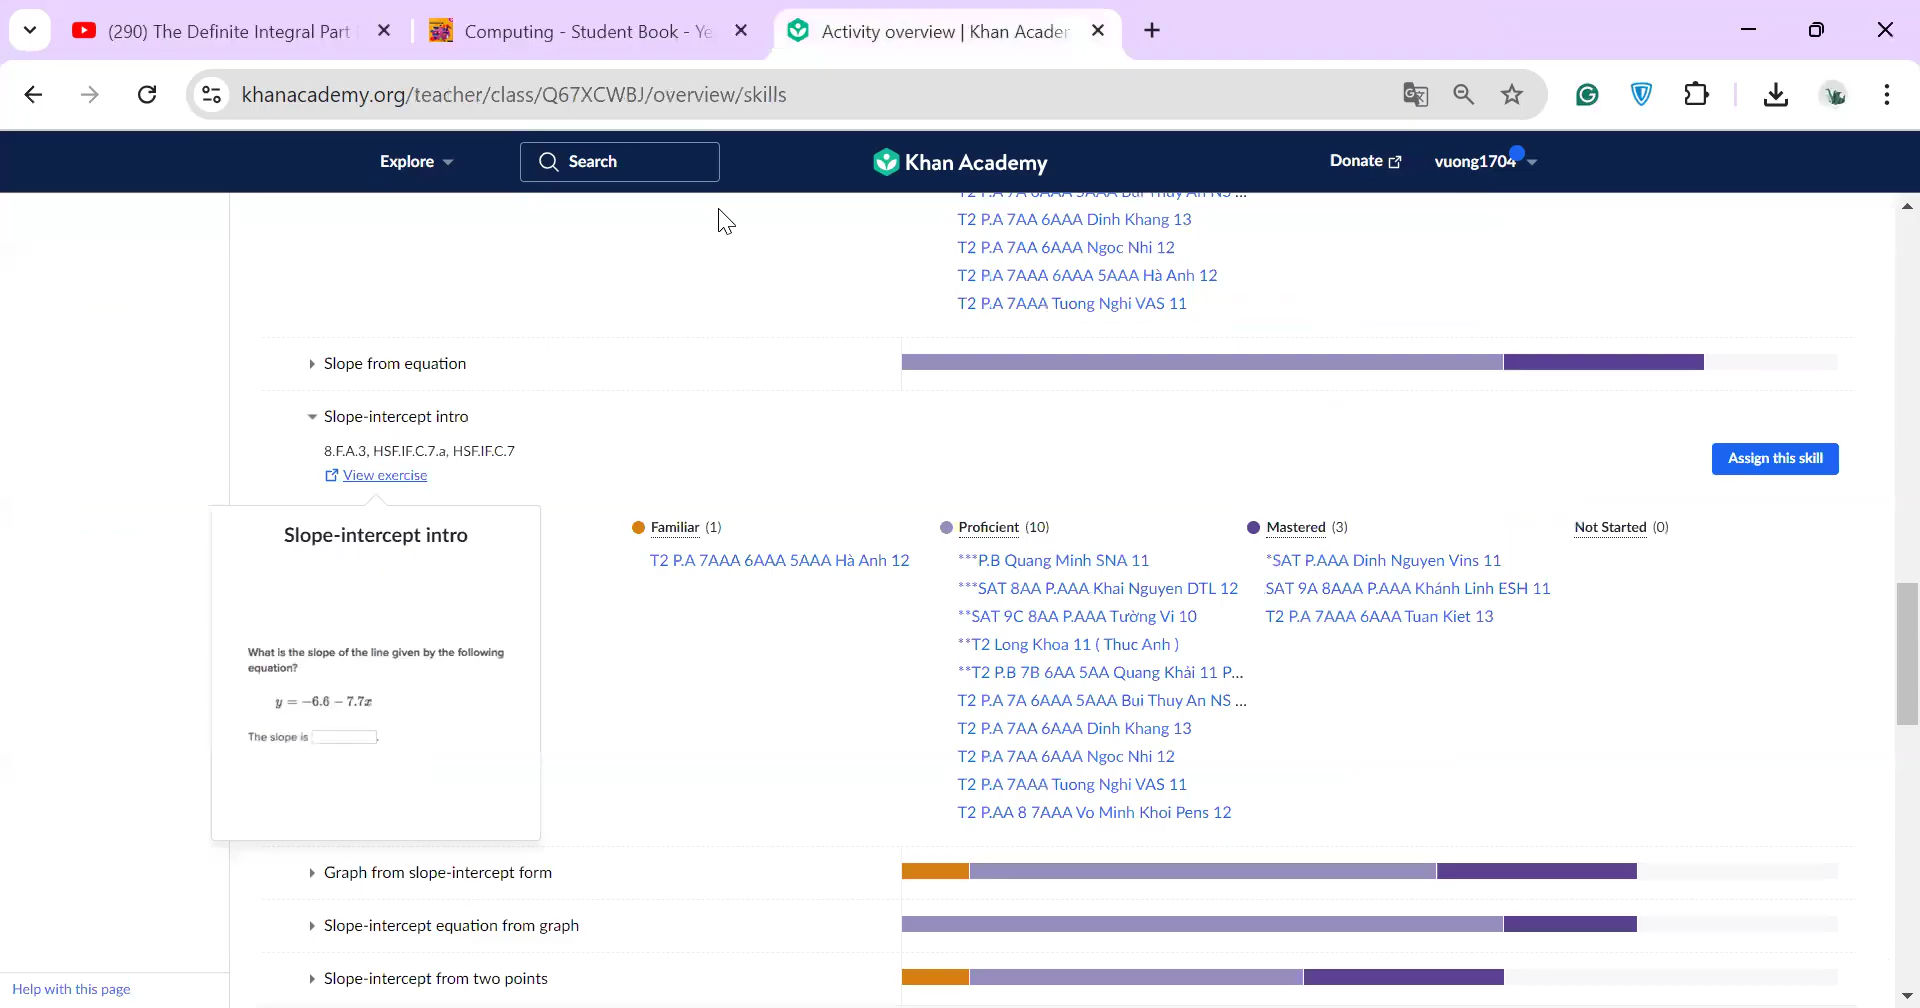 (290) The Definite Integral Part
Computing - Student Book - Ye
Activity overview | Khan Acader
khanacademy.org/teacher/class/Q67XCWBJ/overview/skills
Explore
Search
Khan Academy
Donate
vuong1704
T2 P.A 7A 6AAA 5AAA Bui Thuy An NS ...
T2 P.A 7AA 6AAA Dinh Khang 13
T2 P.A 7AA 6AAA Ngoc Nhi 12
T2 P.A 7AAA 6AAA 5AAA Hà Anh 12
T2 P.A 7AAA Tuong Nghi VAS 11
Slope from equation
Slope-intercept intro
8.F.A.3, HSF.IF.C.7.a, HSF.IF.C.7
View exercise
Assign this skill
Slope-intercept intro
What is the slope of the line given by the following
equation?
y = −6.6 − 7.7x
The slope is .
Familiar (1)
T2 P.A 7AAA 6AAA 5AAA Hà Anh 12
Proficient (10)
***P.B Quang Minh SNA 11
***SAT 8AA P.AAA Khai Nguyen DTL 12
**SAT 9C 8AA P.AAA Tường Vi 10
**T2 Long Khoa 11 ( Thuc Anh )
**T2 P.B 7B 6AA 5AA Quang Khải 11 P...
T2 P.A 7A 6AAA 5AAA Bui Thuy An NS ...
T2 P.A 7AA 6AAA Dinh Khang 13
T2 P.A 7AA 6AAA Ngoc Nhi 12
T2 P.A 7AAA Tuong Nghi VAS 11
T2 P.AA 8 7AAA Vo Minh Khoi Pens 12
Mastered (3)
*SAT P.AAA Dinh Nguyen Vins 11
SAT 9A 8AAA P.AAA Khánh Linh ESH 11
T2 P.A 7AAA 6AAA Tuan Kiet 13
Not Started (0)
Graph from slope-intercept form
Slope-intercept equation from graph
Slope-intercept from two points
Help with this page